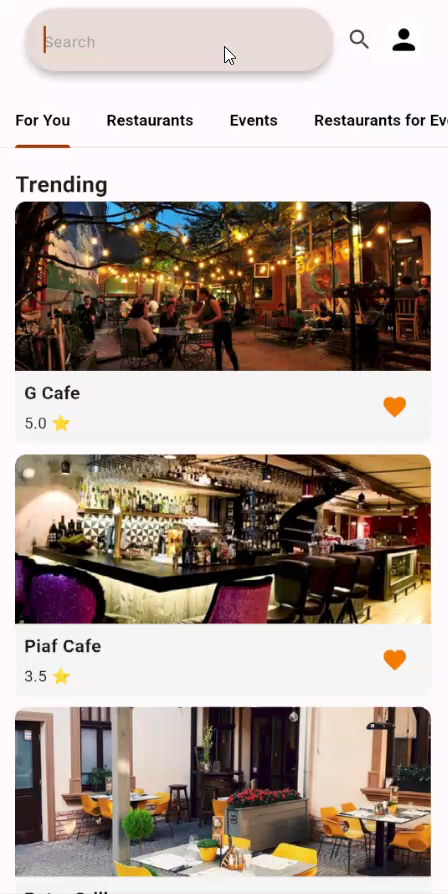 Search
For You Restaurants Events Restaurants for Ev
Trending
G Cafe
5.0 ⭐
Piaf Cafe
3.5 ⭐